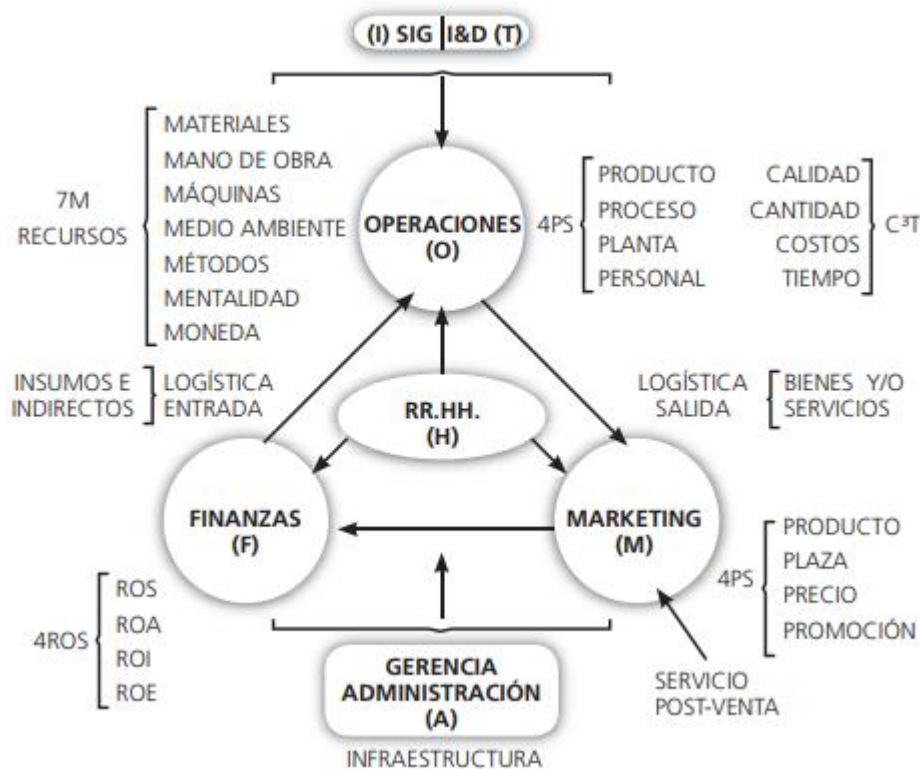 (I) SIG I&D (T)
7M
RECURSOS
MATERIALES
MANO DE OBRA
MÁQUINAS
MEDIO AMBIENTE
MÉTODOS
MENTALIDAD
MONEDA
OPERACIONES
(O)
4PS
PRODUCTO
PROCESO
PLANTA
PERSONAL
CALIDAD
CANTIDAD
COSTOS
TIEMPO
C³T
INSUMOS E
INDIRECTOS
LOGÍSTICA
ENTRADA
RR.HH.
(H)
LOGÍSTICA
SALIDA
BIENES Y/O
SERVICIOS
FINANZAS
(F)
MARKETING
(M)
4PS
PRODUCTO
PLAZA
PRECIO
PROMOCIÓN
4ROS
ROS
ROA
ROI
ROE
GERENCIA
ADMINISTRACIÓN
(A)
INFRAESTRUCTURA
SERVICIO
POST-VENTA